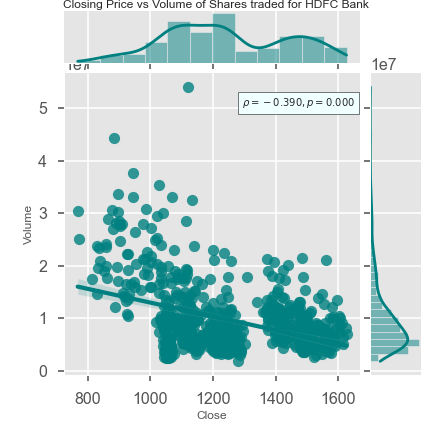 Closing Price vs Volume of Shares traded for HDFC Bank
1e7
1e7
ρ = −0.390, p = 0.000
5
4
3
2
1
0
Volume
800 1000 1200 1400 1600
Close